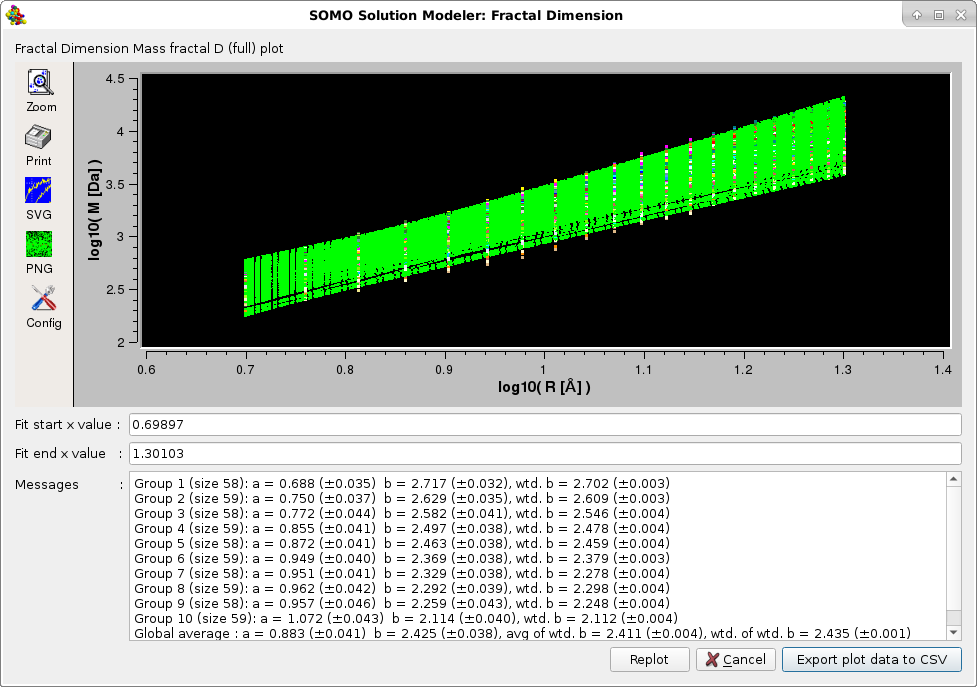 SOMO Solution Modeler: Fractal Dimension
Fractal Dimension Mass fractal D (full) plot
Zoom
Print
SVG
PNG
Config
log10( M [Da] )
4.5
4
3.5
3
2.5
2
0.6 0.7 0.8 0.9 1 1.1 1.2 1.3 1.4
log10( R [Å] )
Fit start x value : 0.69897
Fit end x value : 1.30103
Messages :
Group 1 (size 58): a = 0.688 (±0.035) b = 2.717 (±0.032), wtd. b = 2.702 (±0.003)
Group 2 (size 59): a = 0.750 (±0.037) b = 2.629 (±0.035), wtd. b = 2.609 (±0.003)
Group 3 (size 58): a = 0.772 (±0.044) b = 2.582 (±0.041), wtd. b = 2.546 (±0.004)
Group 4 (size 59): a = 0.855 (±0.041) b = 2.497 (±0.038), wtd. b = 2.478 (±0.004)
Group 5 (size 58): a = 0.872 (±0.041) b = 2.463 (±0.038), wtd. b = 2.459 (±0.004)
Group 6 (size 59): a = 0.949 (±0.040) b = 2.369 (±0.038), wtd. b = 2.379 (±0.003)
Group 7 (size 58): a = 0.951 (±0.041) b = 2.329 (±0.038), wtd. b = 2.278 (±0.004)
Group 8 (size 59): a = 0.962 (±0.042) b = 2.292 (±0.039), wtd. b = 2.298 (±0.004)
Group 9 (size 58): a = 0.957 (±0.046) b = 2.259 (±0.043), wtd. b = 2.248 (±0.004)
Group 10 (size 59): a = 1.072 (±0.043) b = 2.114 (±0.040), wtd. b = 2.112 (±0.004)
Global average : a = 0.883 (±0.041) b = 2.425 (±0.038), avg of wtd. b = 2.411 (±0.004), wtd. of wtd. b = 2.435 (±0.001)
Replot
Cancel
Export plot data to CSV